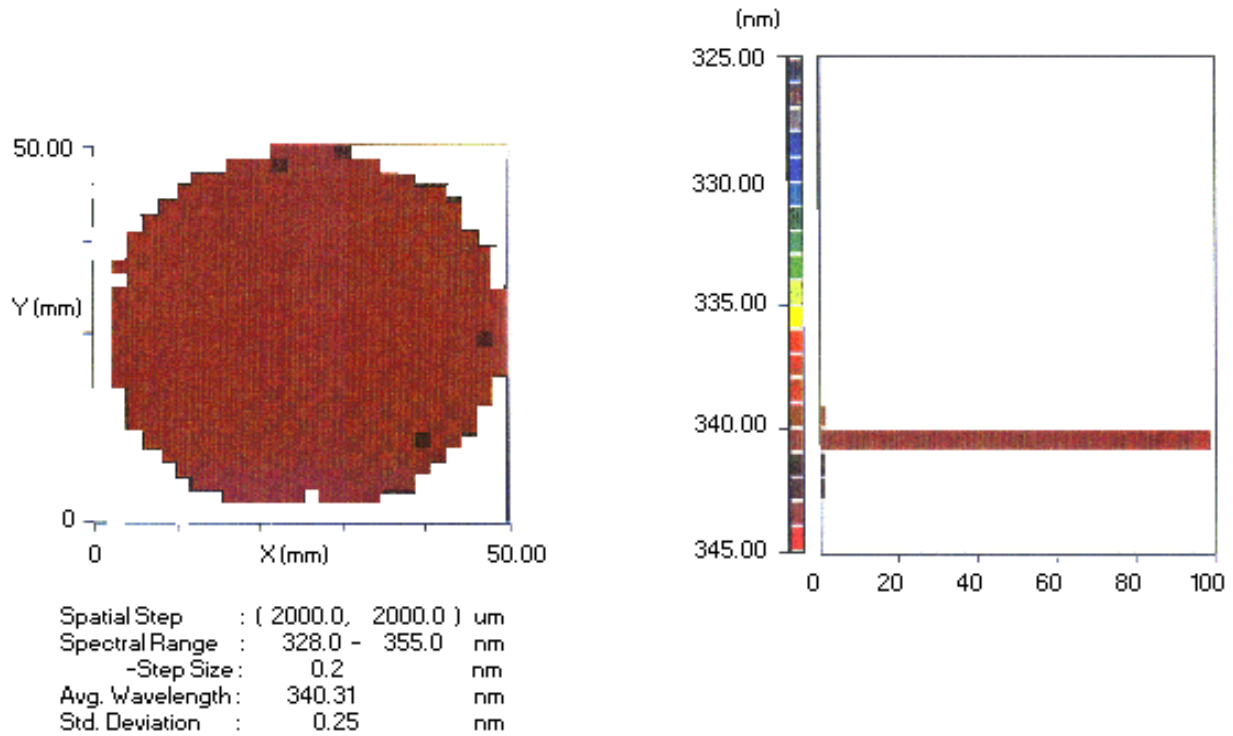 (nm)
325.00
330.00
335.00
340.00
345.00
0 20 40 60 80 100
50.00
Y (mm)
0
0 X (mm) 50.00
Spatial Step : ( 2000.0, 2000.0 ) um
Spectral Range : 328.0 - 355.0 nm
-Step Size : 0.2 nm
Avg. Wavelength : 340.31 nm
Std. Deviation : 0.25 nm